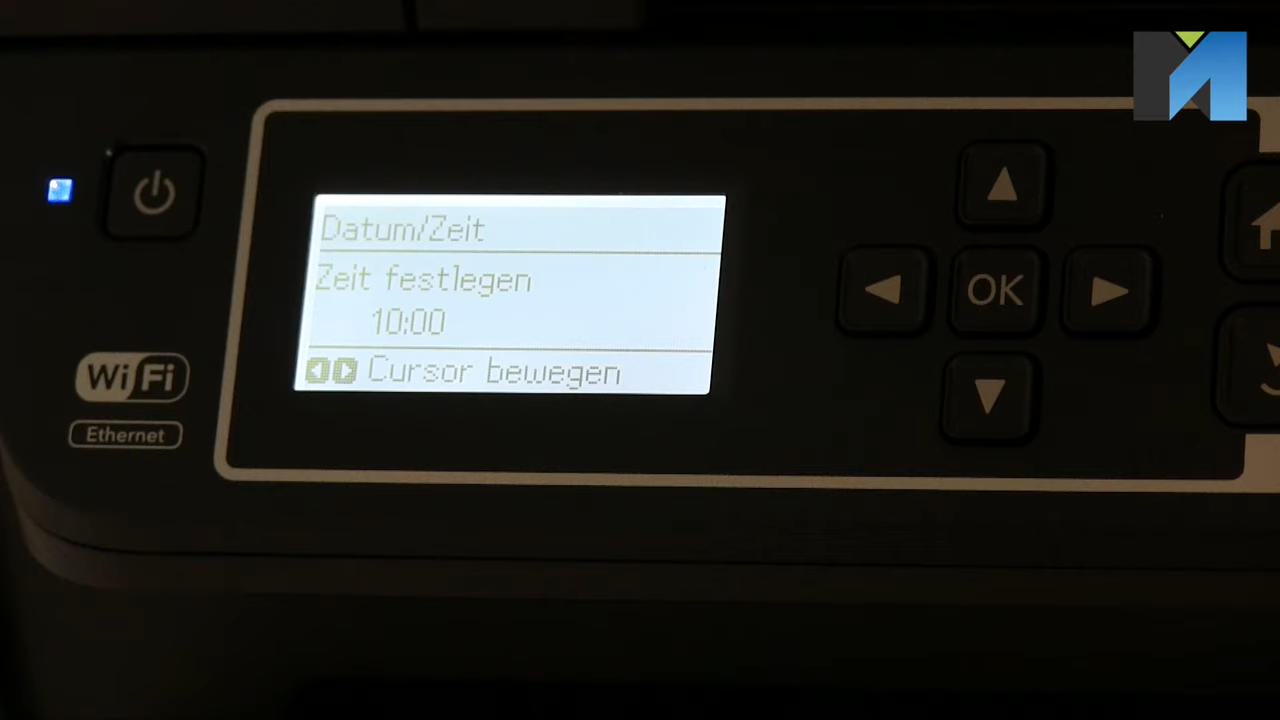 Datum/Zeit
Zeit festlegen
10:00
Cursor bewegen
OK
WiFi
Ethernet